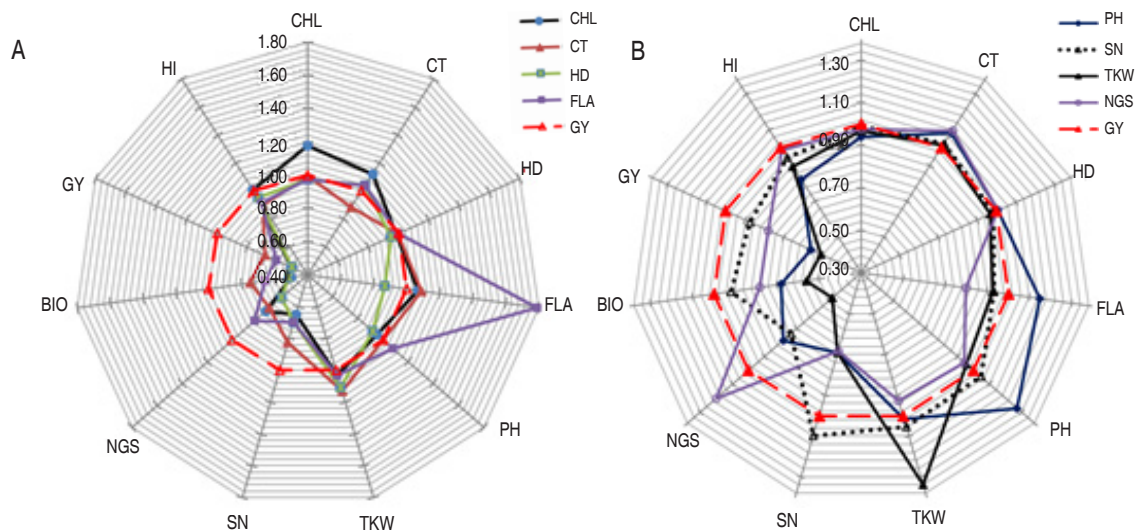 A
CHL
CT
HD
FLA
PH
TKW
SN
NGS
BIO
GY
HI
1.80
1.60
1.40
1.20
1.00
0.80
0.60
0.40
CHL
CT
HD
FLA
GY
B
CHL
CT
HD
FLA
PH
TKW
SN
NGS
BIO
GY
HI
1.30
1.10
0.90
0.70
0.50
0.30
PH
SN
TKW
NGS
GY